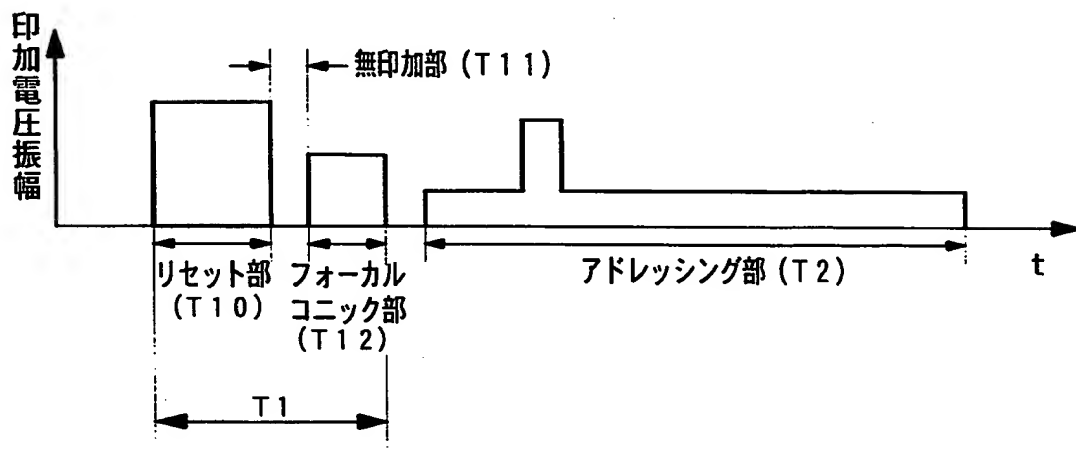 印加電圧振幅
無印加部(T11)
リセット部
(T10)
フォーカル
コニック部
(T12)
アドレッシング部(T2)
t
T1